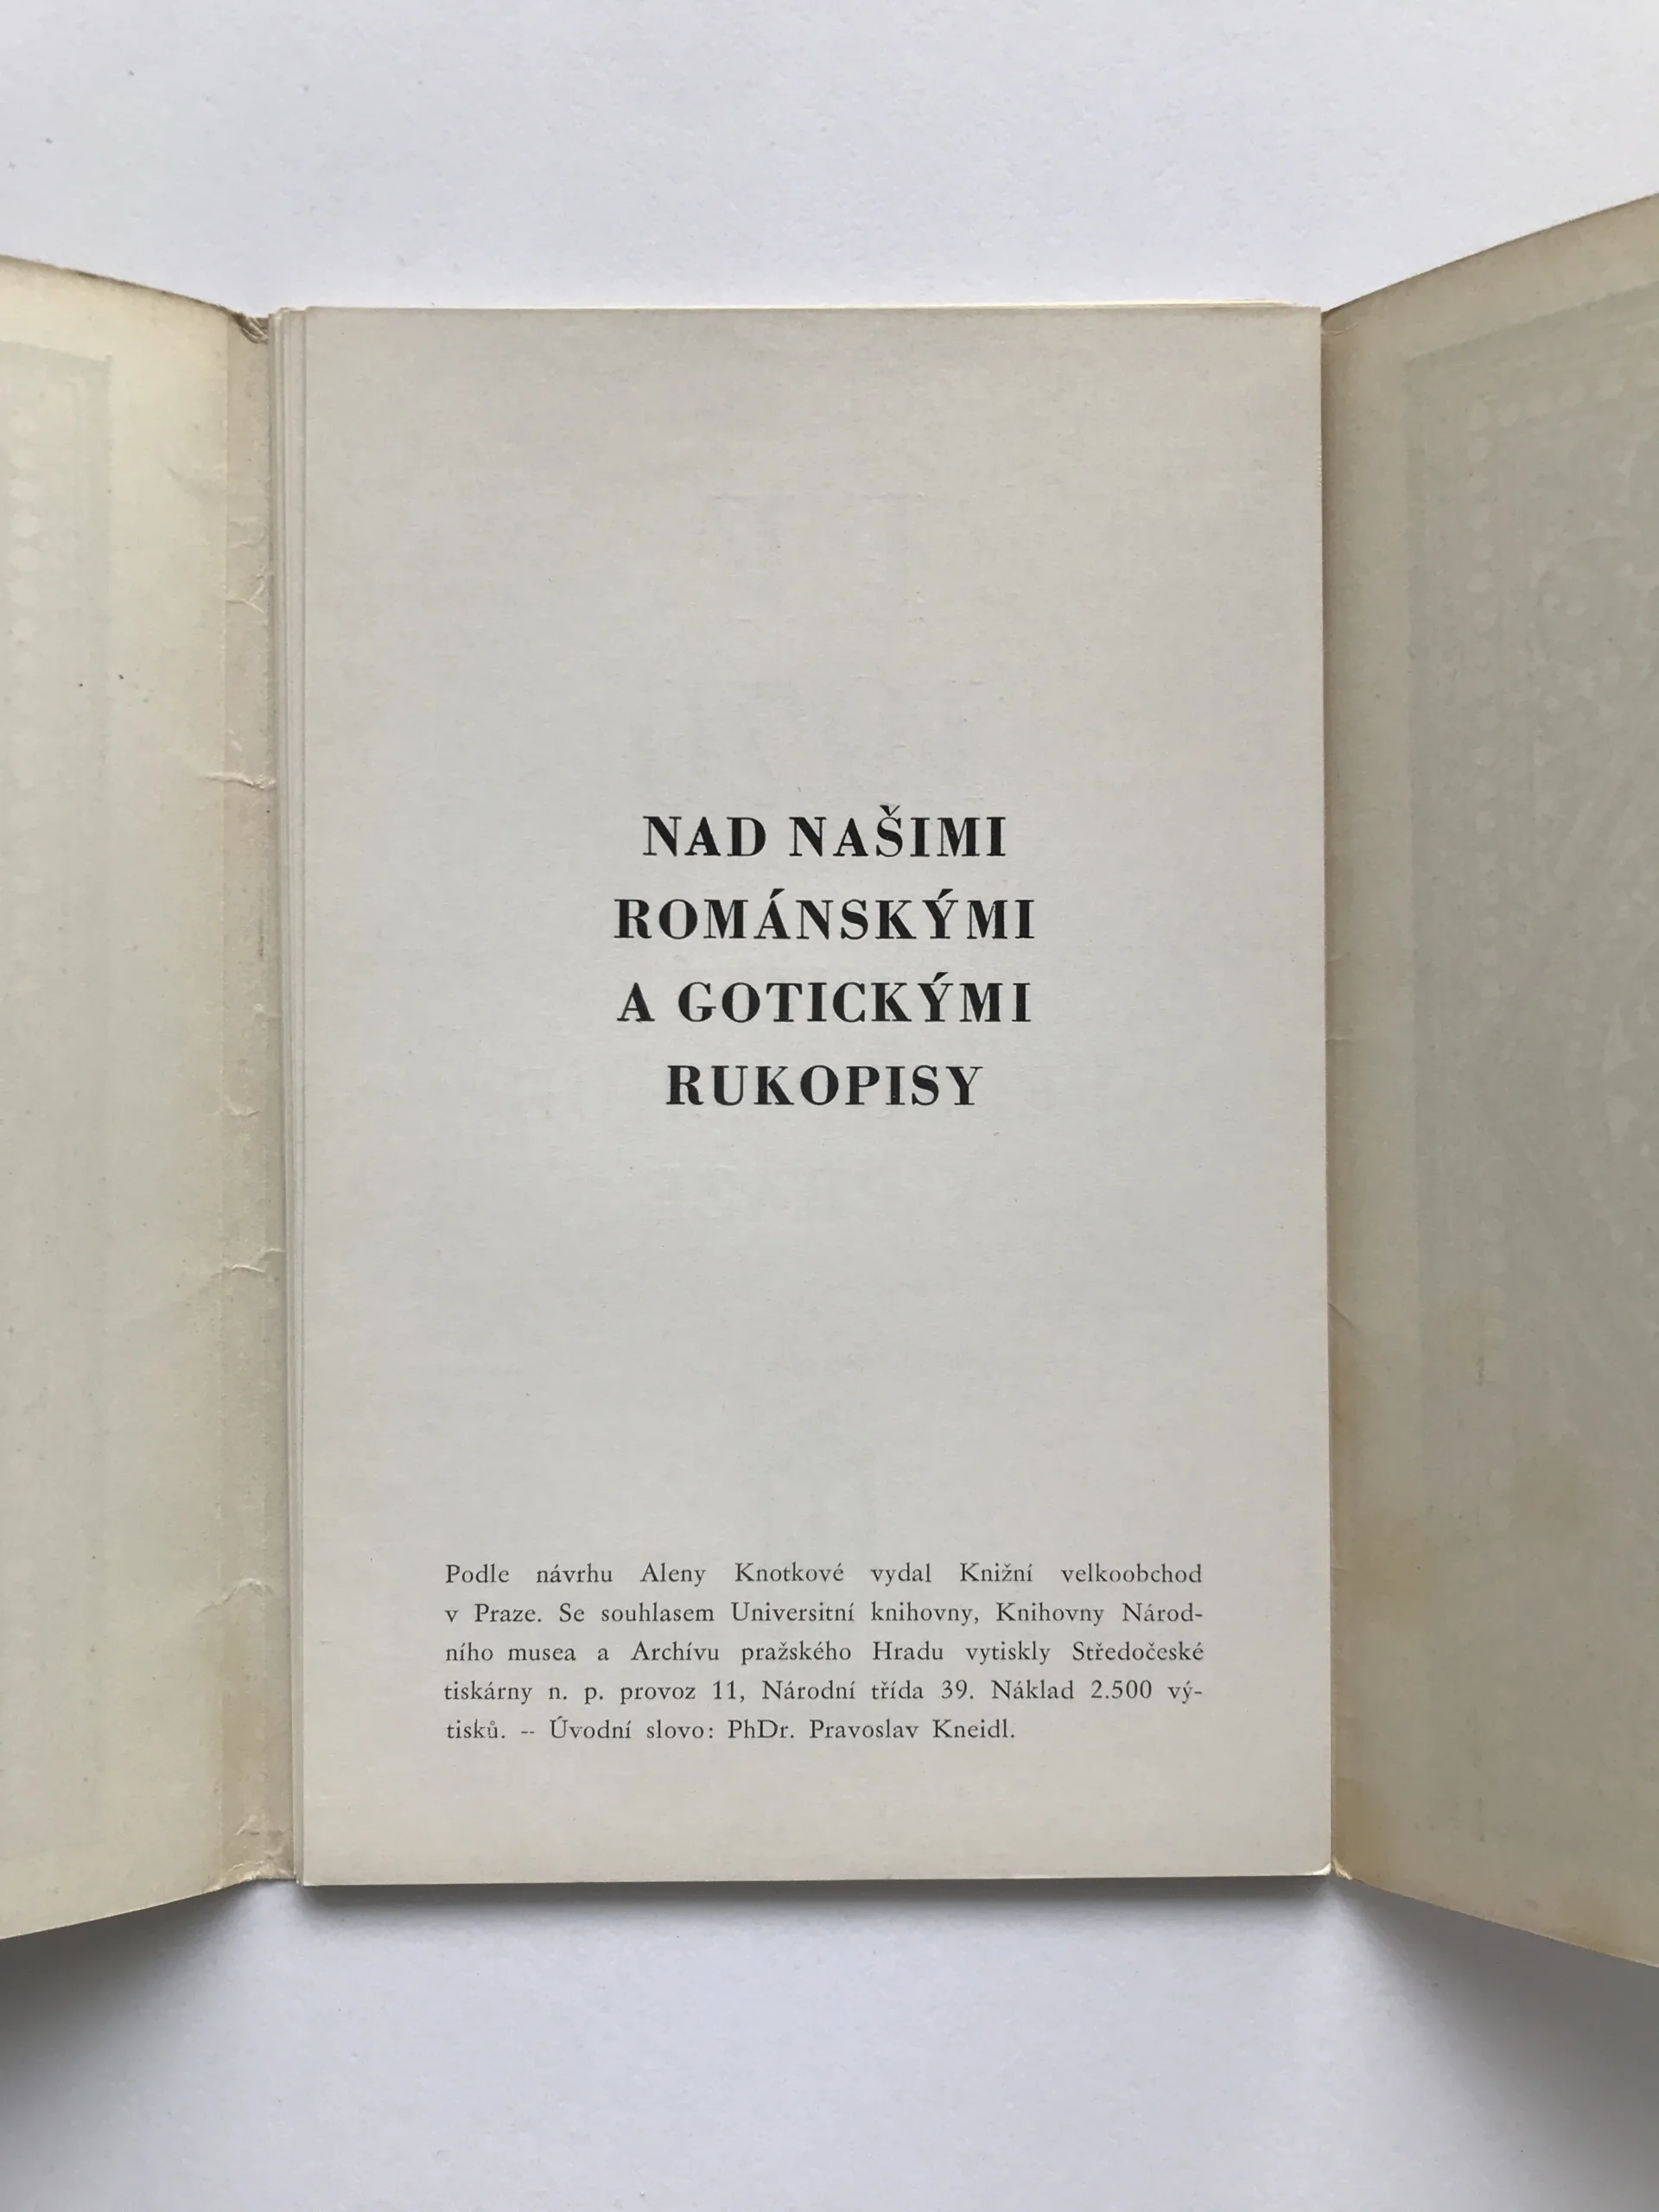 NAD NAŠIMI
ROMÁNSKÝMI
A GOTICKÝMI
RUKOPISY
Podle návrhu Aleny Knotkové vydal Knižní velkoobchod
v Praze. Se souhlasem Universitní knihovny, Knihovny Národ-
ního musea a Archívu pražského Hradu vytiskly Středočeské
tiskárny n. p. provoz 11, Národní třída 39. Náklad 2.500 vý-
tisků. -- Úvodní slovo: PhDr. Pravoslav Kneidl.